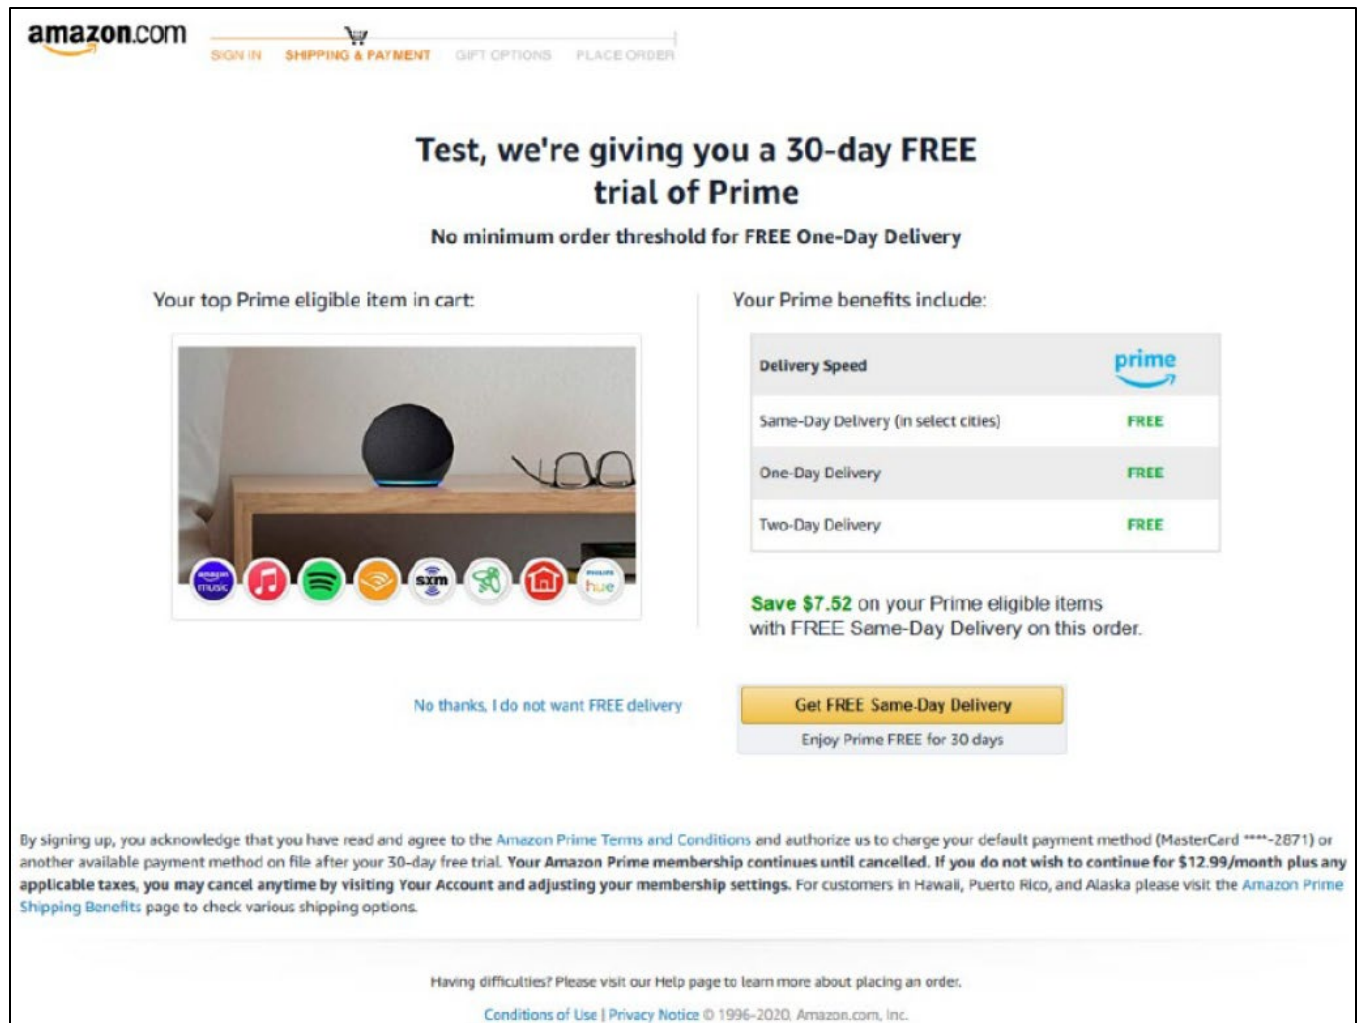 amazon.com
SIGN IN SHIPPING & PAYMENT GIFT OPTIONS PLACE ORDER
Test, we're giving you a 30-day FREE
trial of Prime
No minimum order threshold for FREE One-Day Delivery
Your top Prime eligible item in cart:
amazon
music
sxm
PHILIPS
hue
Your Prime benefits include:
Delivery Speed prime
Same-Day Delivery (in select cities) FREE
One-Day Delivery FREE
Two-Day Delivery FREE
Save $7.52 on your Prime eligible items
with FREE Same-Day Delivery on this order.
No thanks, I do not want FREE delivery
Get FREE Same-Day Delivery
Enjoy Prime FREE for 30 days
By signing up, you acknowledge that you have read and agree to the Amazon Prime Terms and Conditions and authorize us to charge your default payment method (MasterCard ****-2871) or
another available payment method on file after your 30-day free trial. Your Amazon Prime membership continues until cancelled. If you do not wish to continue for $12.99/month plus any
applicable taxes, you may cancel anytime by visiting Your Account and adjusting your membership settings. For customers in Hawaii, Puerto Rico, and Alaska please visit the Amazon Prime
Shipping Benefits page to check various shipping options.
Having difficulties? Please visit our Help page to learn more about placing an order.
Conditions of Use | Privacy Notice © 1996-2020, Amazon.com, Inc.